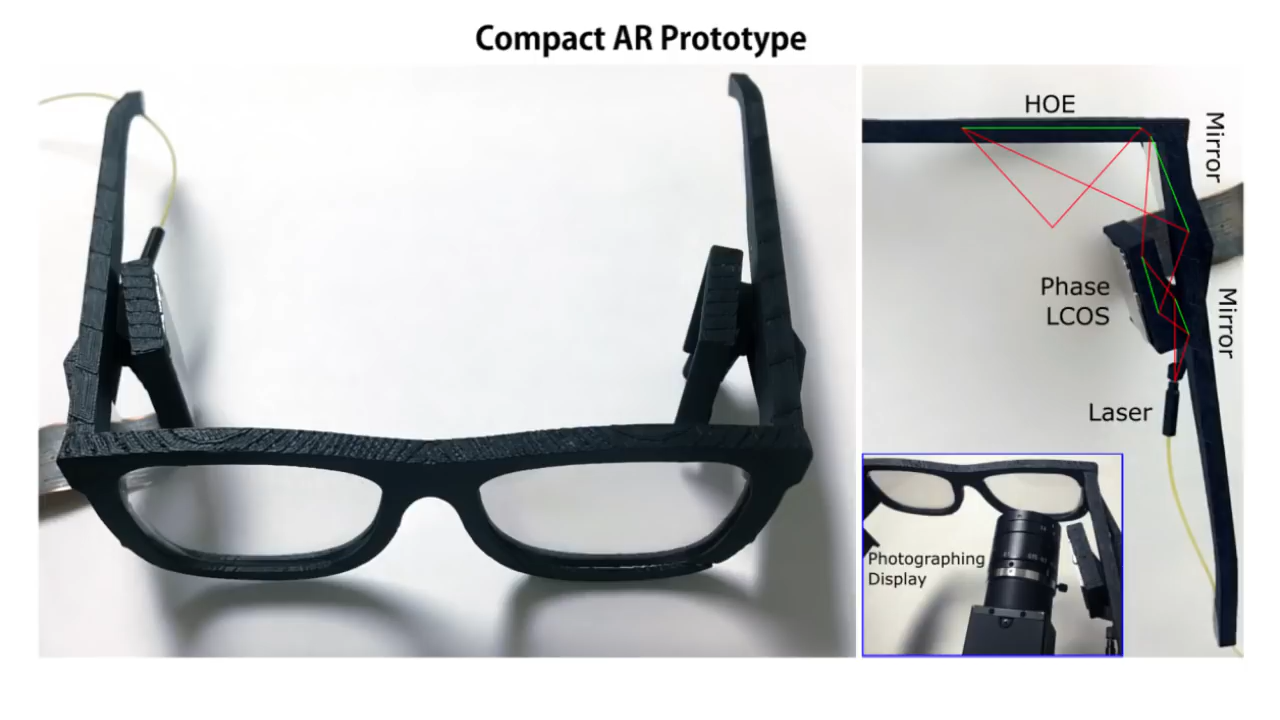 Compact AR Prototype
HOE
Mirror
Phase
LCOS
Mirror
Laser
Photographing
Display